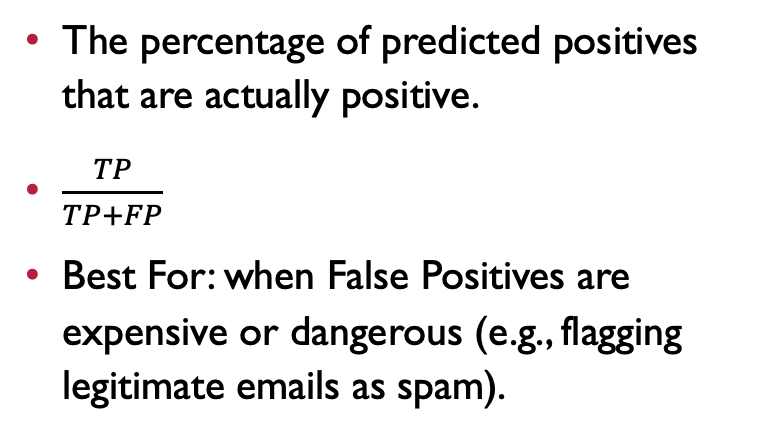 • The percentage of predicted positives
that are actually positive.
• TP
TP+FP
• Best For: when False Positives are
expensive or dangerous (e.g., flagging
legitimate emails as spam).